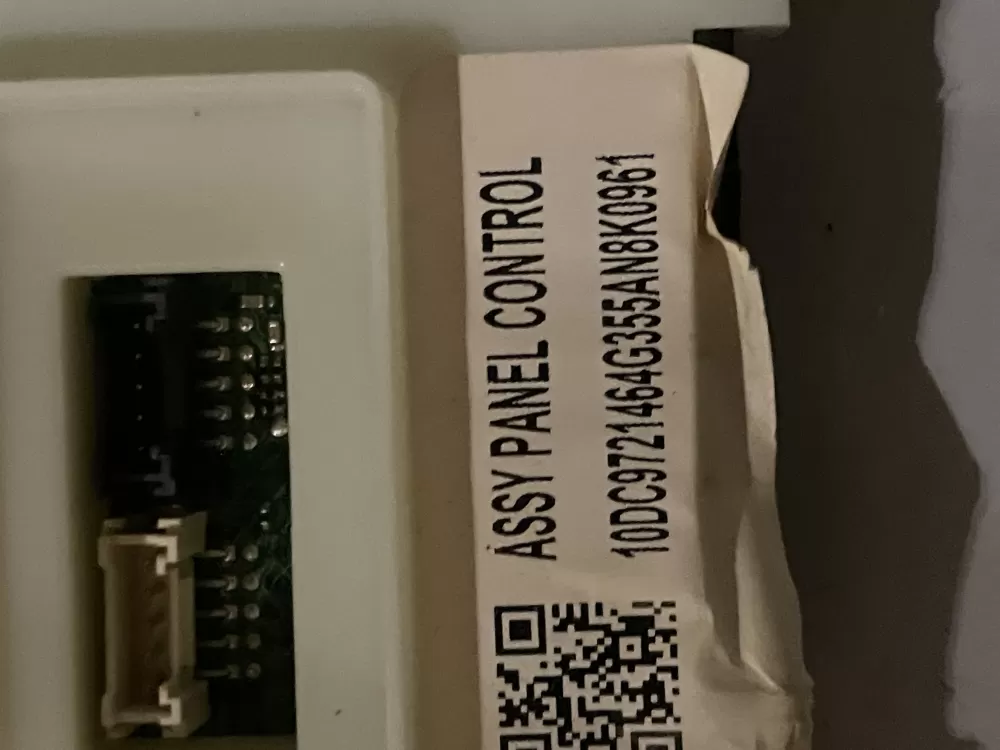 ASSY PANEL CONTROL
10DC9721464G355AN8K0961